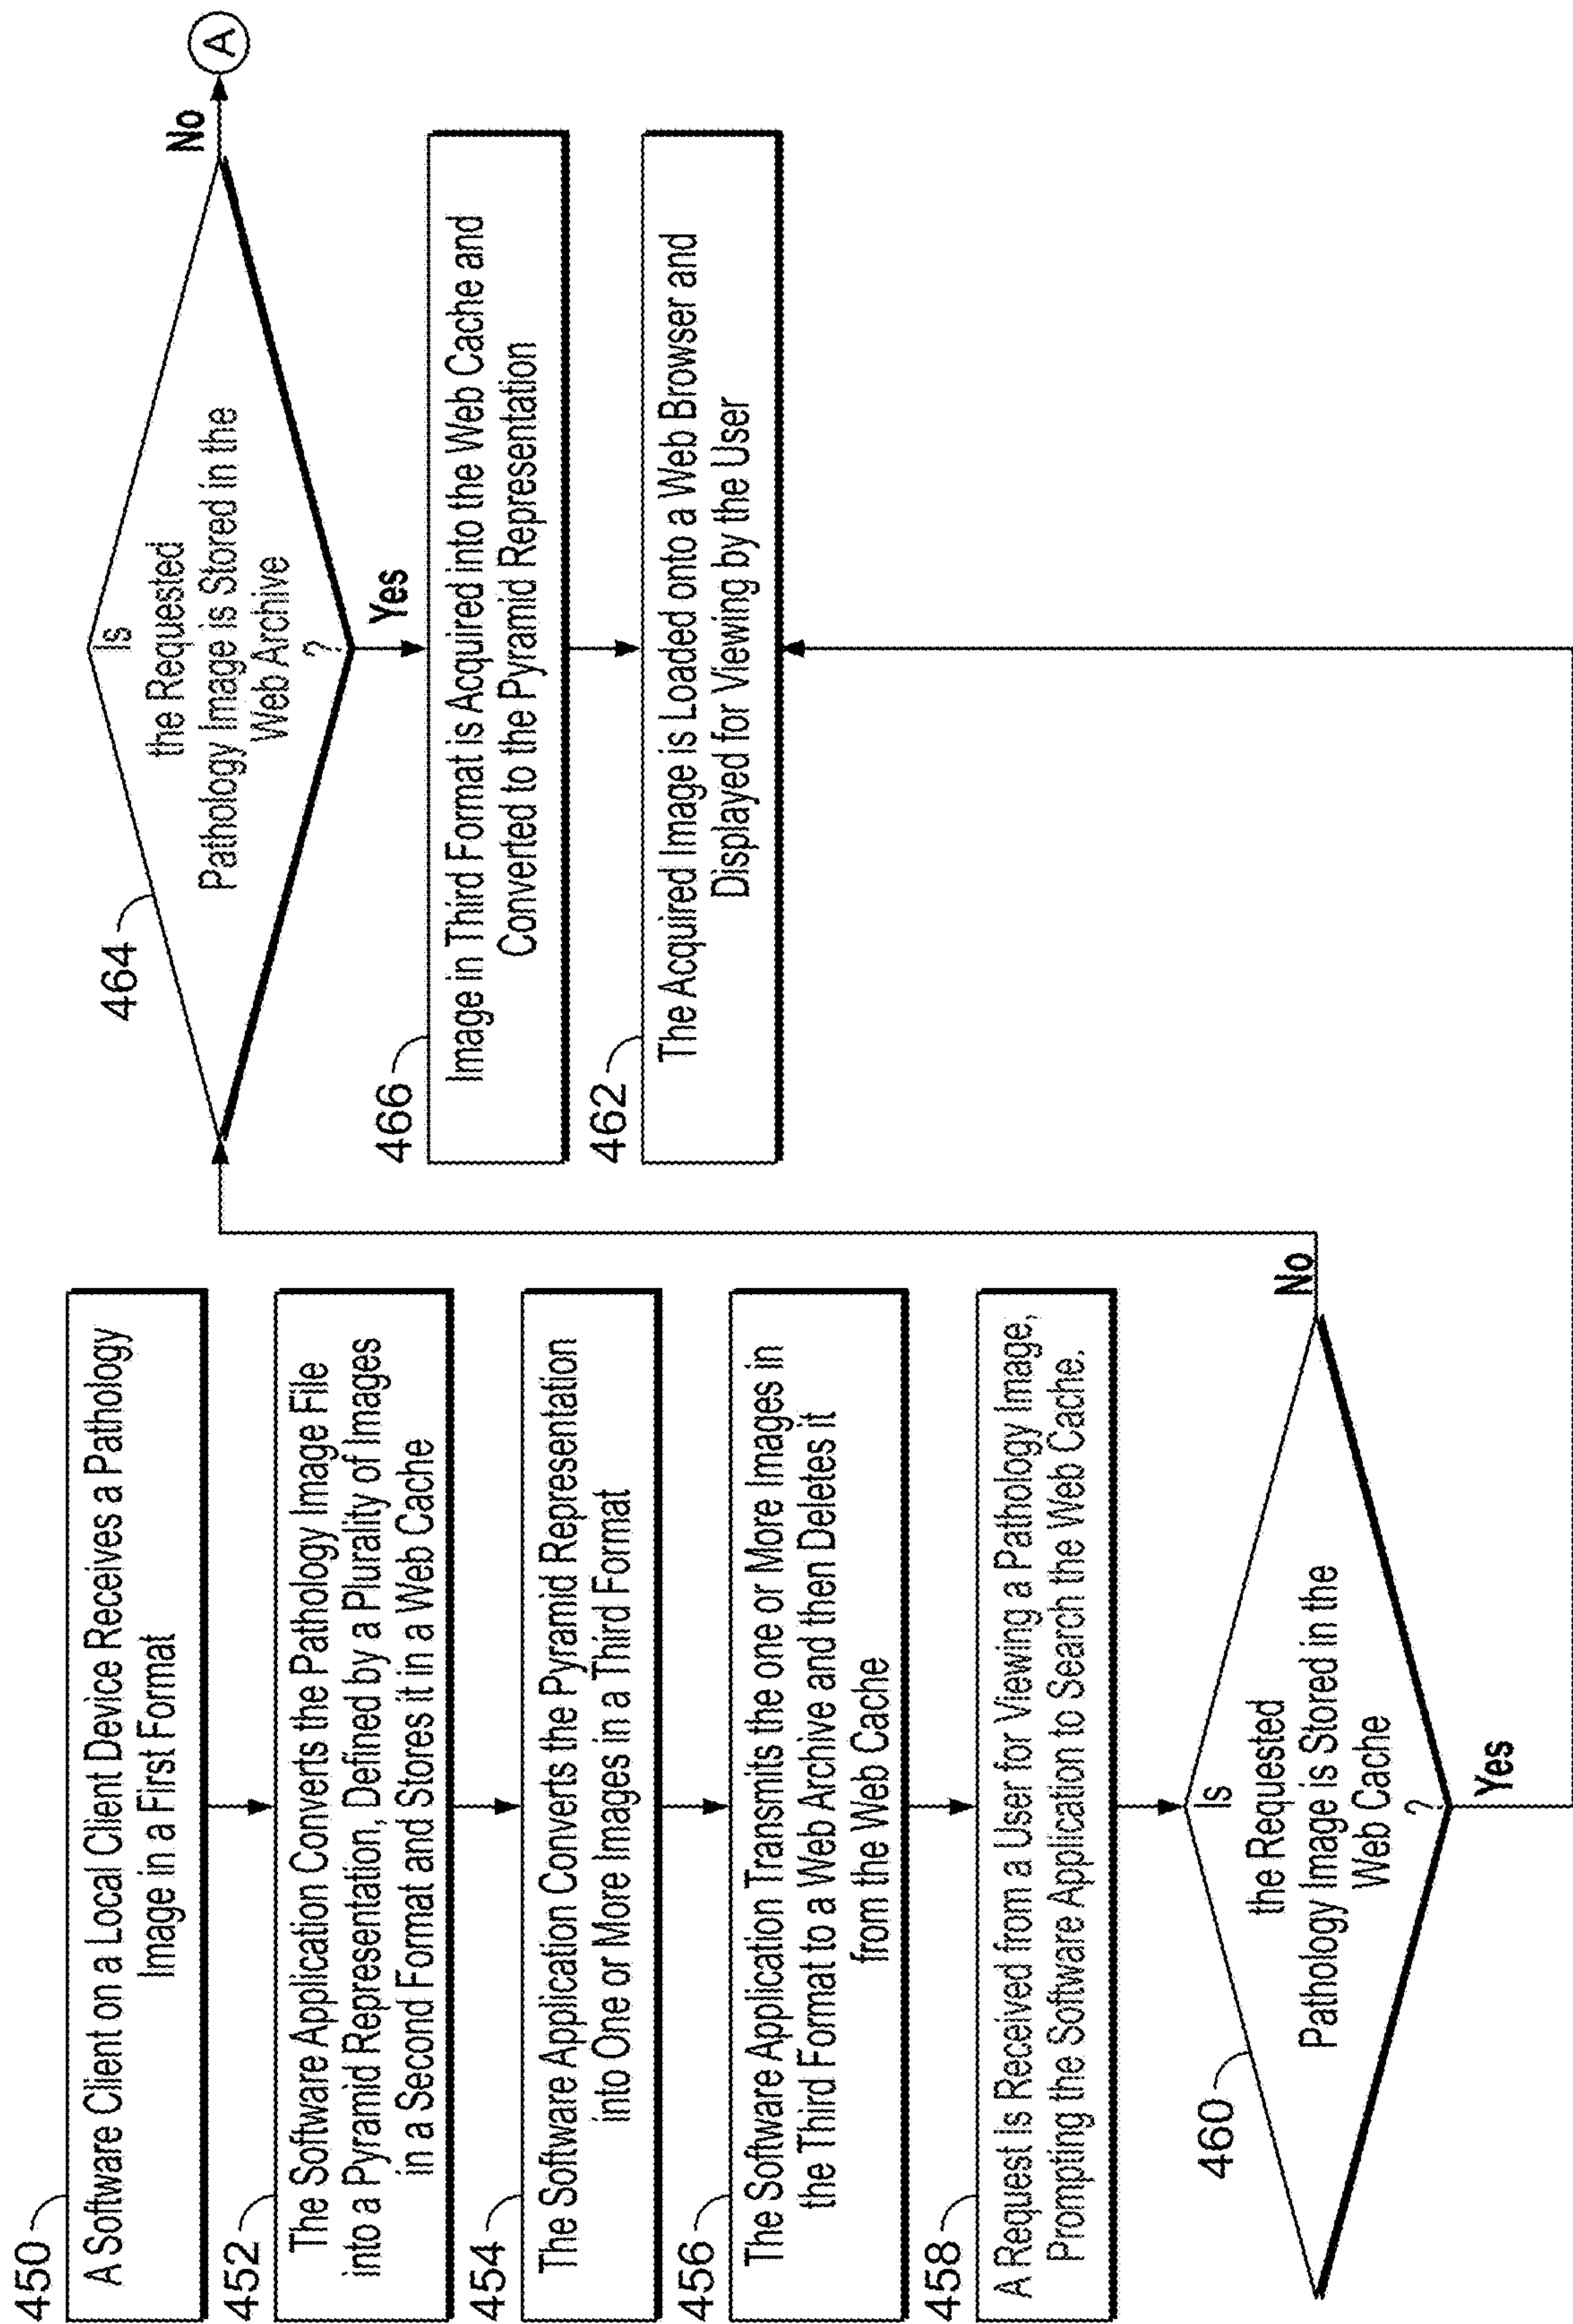 450
A Software Client on a Local Client Device Receives a Pathology
Image in a First Format
452
The Software Application Converts the Pathology Image File
into a Pyramid Representation, Defined by a Plurality of Images
in a Second Format and Stores it in a Web Cache
454
The Software Application Converts the Pyramid Representation
into One or More Images in a Third Format
456
The Software Application Transmits the one or More Images in
the Third Format to a Web Archive and then Deletes it
from the Web Cache
458
A Request Is Received from a User for Viewing a Pathology Image,
Prompting the Software Application to Search the Web Cache.
460
Is
the Requested
Pathology Image is Stored in the
Web Cache
?
No
Yes
464
Is
the Requested
Pathology Image is Stored in the
Web Archive
?
No
A
Yes
466
Image in Third Format is Acquired into the Web Cache and
Converted to the Pyramid Representation
462
The Acquired Image is Loaded onto a Web Browser and
Displayed for Viewing by the User